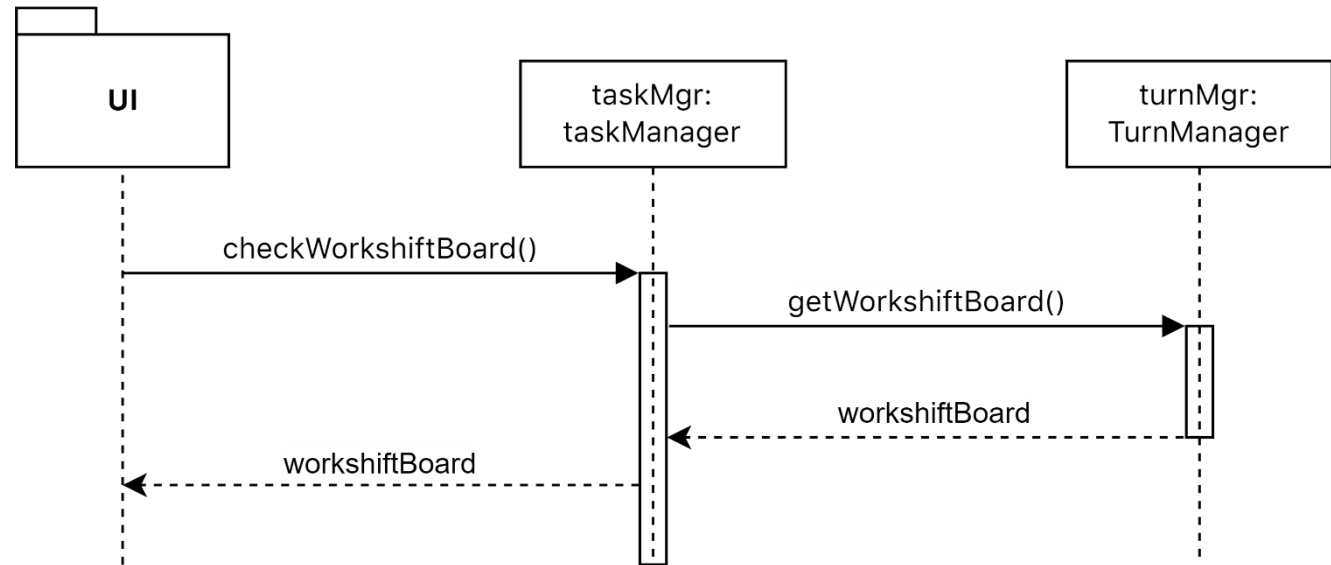 UI
taskMgr:
taskManager
turnMgr:
TurnManager
checkWorkshiftBoard()
getWorkshiftBoard()
workshiftBoard
workshiftBoard